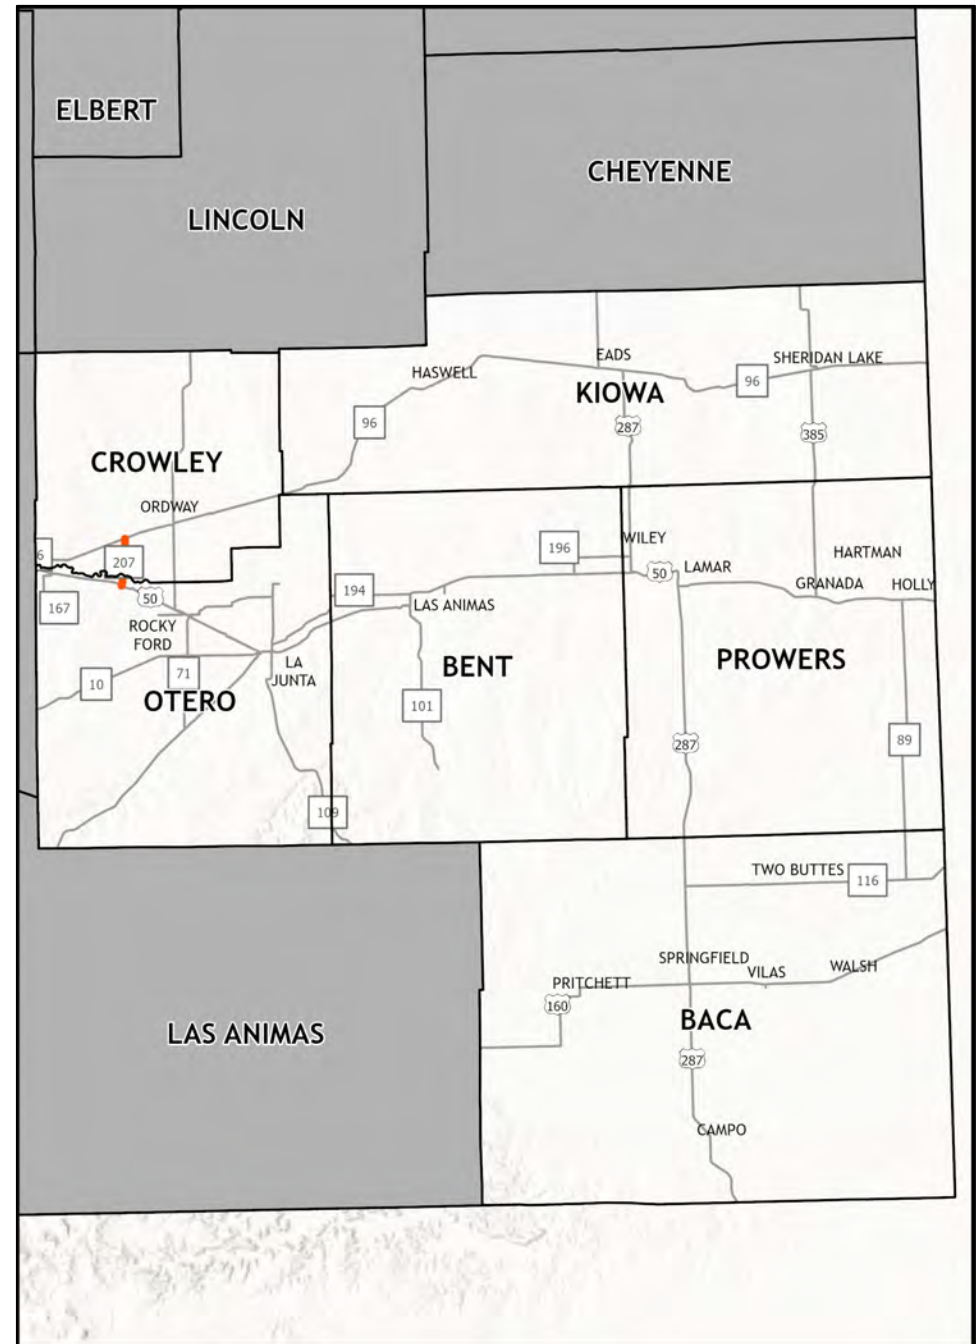 ELBERT
CHEYENNE
LINCOLN
EADS
SHERIDAN LAKE
HASWELL
96
KIOWA
96
287
385
CROWLEY
ORDWAY
WILEY
196
HARTMAN
6
207
50
LAMAR
GRANADA
HOLLY
194
50
167
LAS ANIMAS
ROCKY
FORD
LA
JUNTA
BENT
PROWERS
10
71
OTERO
101
287
89
109
TWO BUTTES
116
SPRINGFIELD
WALSH
VILAS
PRITCHETT
160
BACA
LAS ANIMAS
287
CAMPO